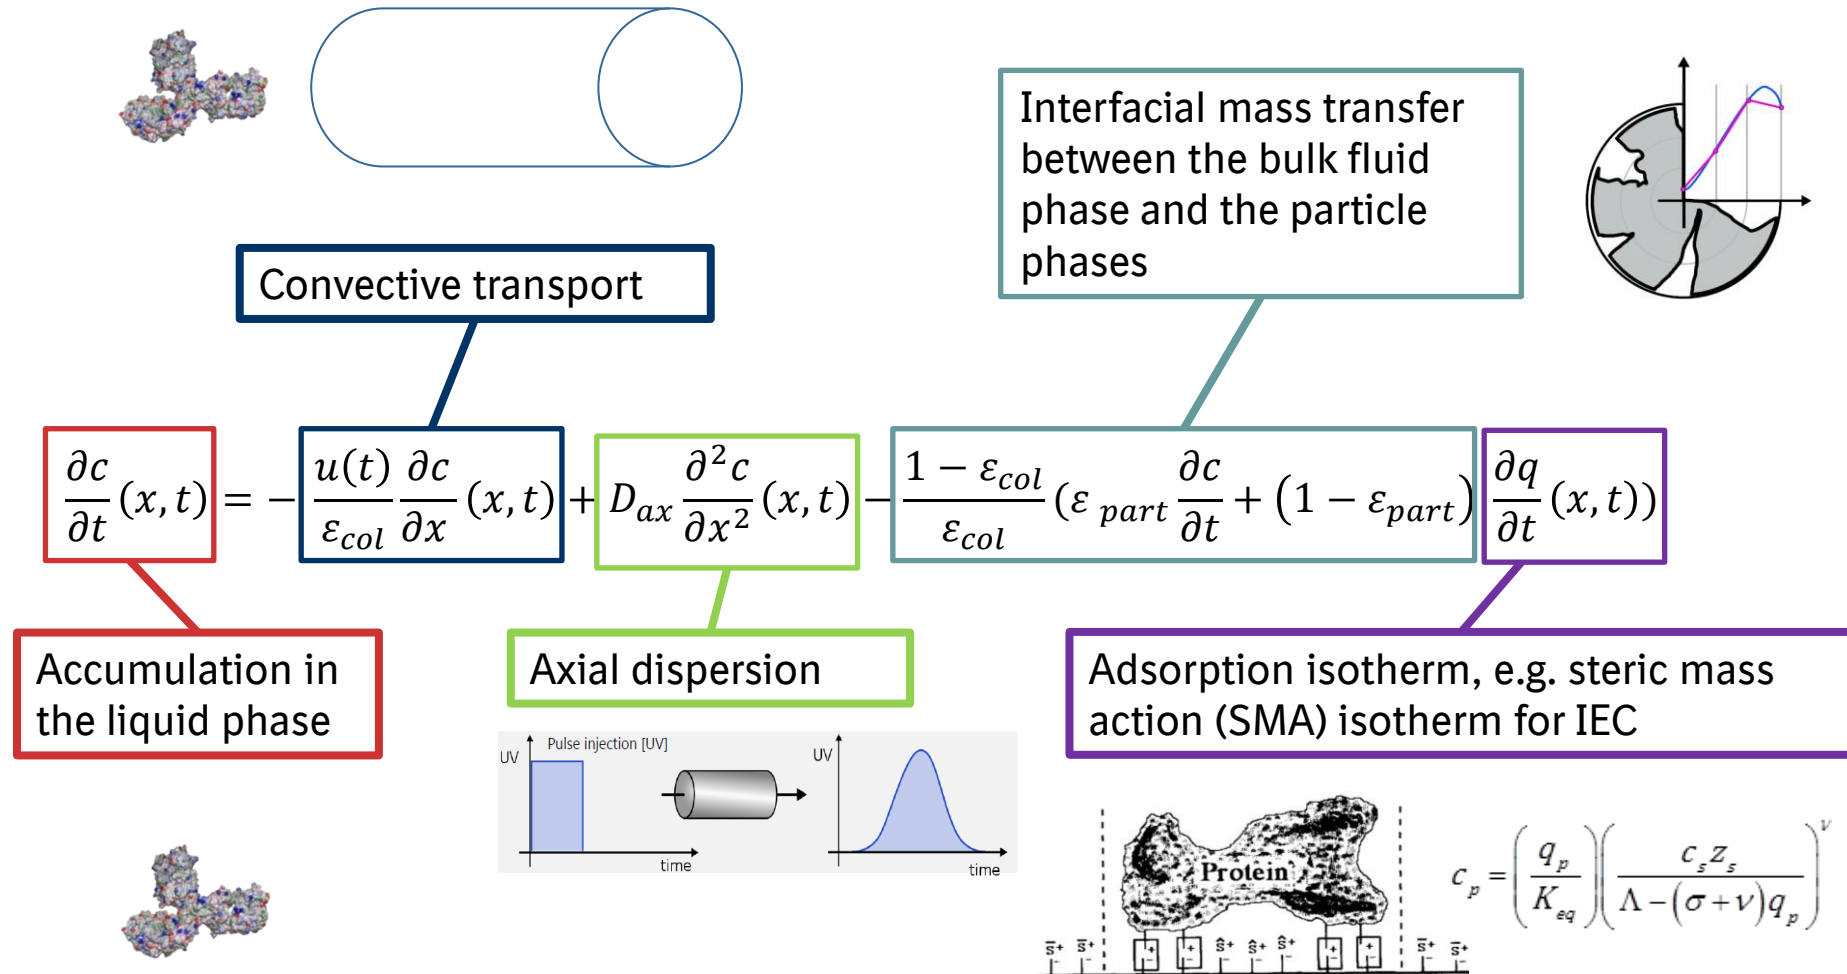 Interfacial mass transfer
between the bulk fluid
phase and the particle
phases
Convective transport
∂c/∂t (x, t) = − u(t)/ε_col ∂c/∂x (x, t) + D_ax ∂²c/∂x² (x, t) − (1 − ε_col)/ε_col (ε_part ∂c/∂t + (1 − ε_part) ∂q/∂t (x, t))
Accumulation in
the liquid phase
Axial dispersion
Adsorption isotherm, e.g. steric mass
action (SMA) isotherm for IEC
Pulse injection [UV]
UV
UV
time
time
Protein
c_p = (q_p/K_eq) (c_s z_s/(Λ − (σ + ν) q_p))^ν
s̅+ s̅+ + + ŝ+ ŝ+ ŝ+ + + s̅+ s̅+
− − − − − − − − − − −